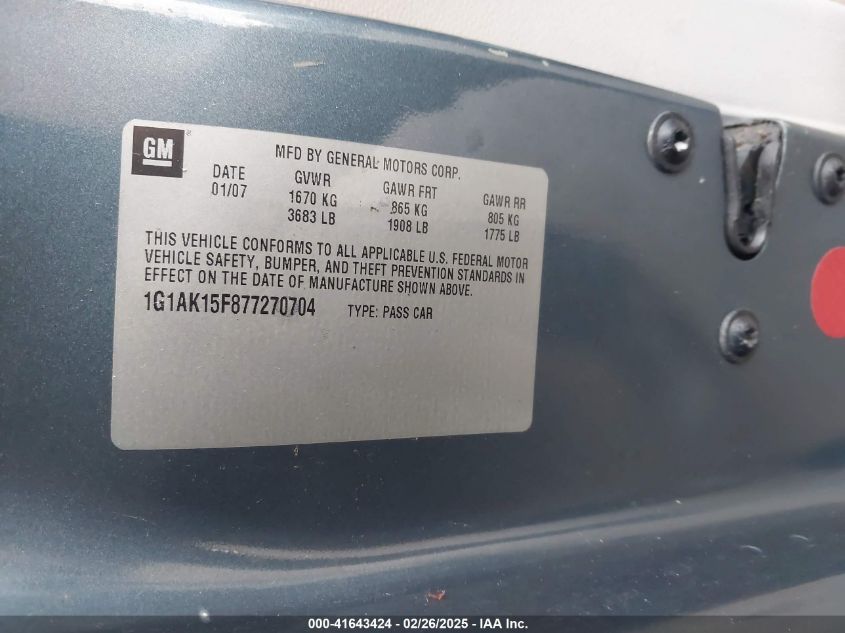 GM
MFD BY GENERAL MOTORS CORP.
DATE GVWR GAWR FRT GAWR RR
01/07 1670 KG 865 KG 805 KG
3683 LB 1908 LB 1775 LB
THIS VEHICLE CONFORMS TO ALL APPLICABLE U.S. FEDERAL MOTOR
VEHICLE SAFETY, BUMPER, AND THEFT PREVENTION STANDARDS IN
EFFECT ON THE DATE OF MANUFACTURE SHOWN ABOVE.
1G1AK15F877270704 TYPE: PASS CAR
000-41643424 - 02/26/2025 - IAA Inc.